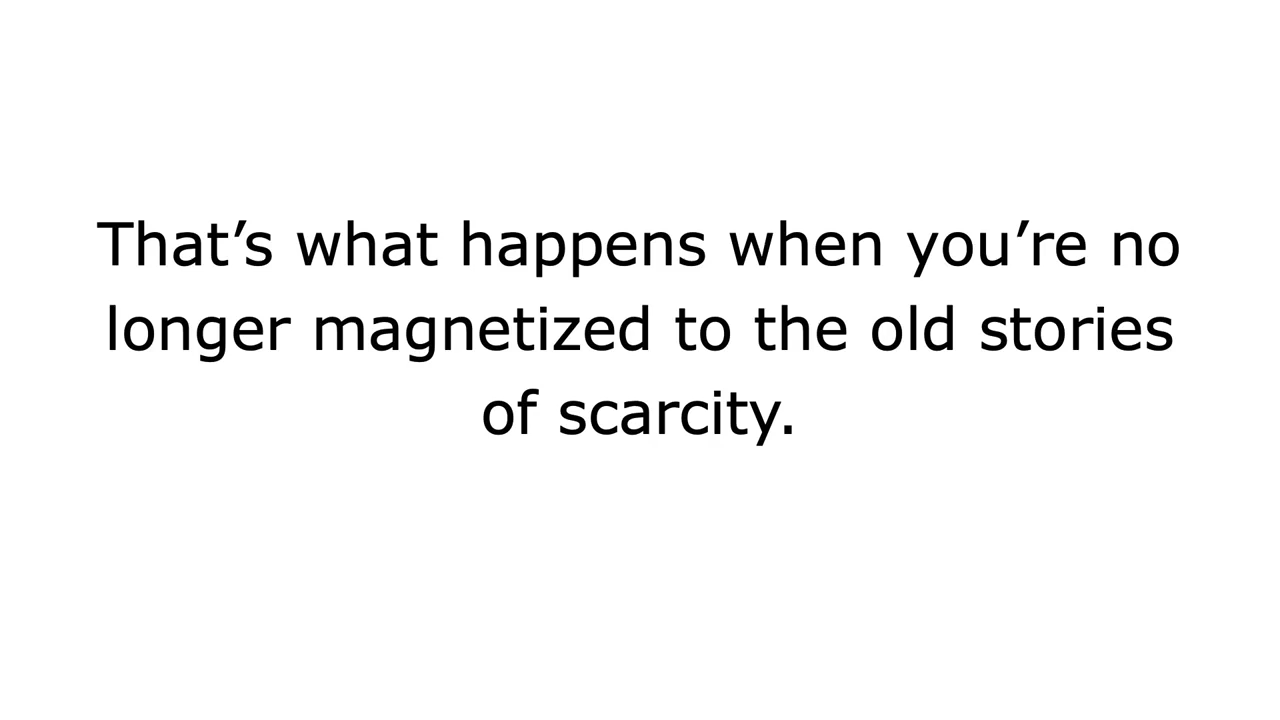 That’s what happens when you’re no
longer magnetized to the old stories
of scarcity.